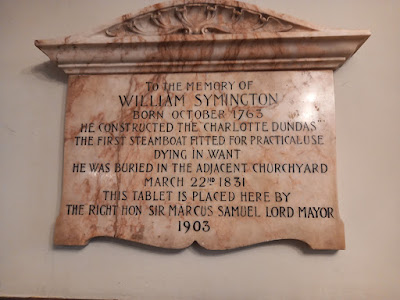 TO THE MEMORY OF
WILLIAM SYMINGTON
BORN OCTOBER 1763
HE CONSTRUCTED THE "CHARLOTTE DUNDAS"
THE FIRST STEAMBOAT FITTED FOR PRACTICAL USE
DYING IN WANT
HE WAS BURIED IN THE ADJACENT CHURCHYARD
MARCH 22ND 1831
THIS TABLET IS PLACED HERE BY
THE RIGHT HON SIR MARCUS SAMUEL LORD MAYOR
1903